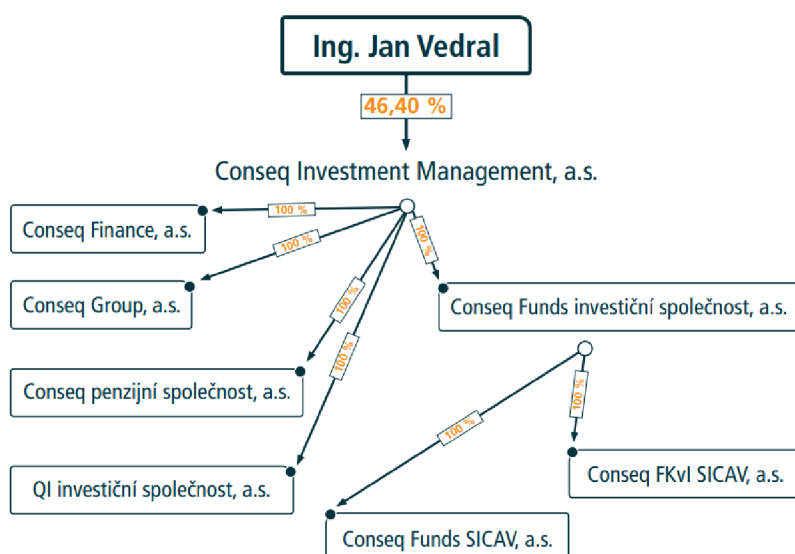 Ing. Jan Vedral
46,40 %
Conseq Investment Management, a.s.
100 %
Conseq Finance, a.s.
100 %
100 %
Conseq Group, a.s.
Conseq Funds investiční společnost, a.s.
100 %
100 %
Conseq penzijní společnost, a.s.
100 %
100 %
QI investiční společnost, a.s.
Conseq FKvI SICAV, a.s.
Conseq Funds SICAV, a.s.